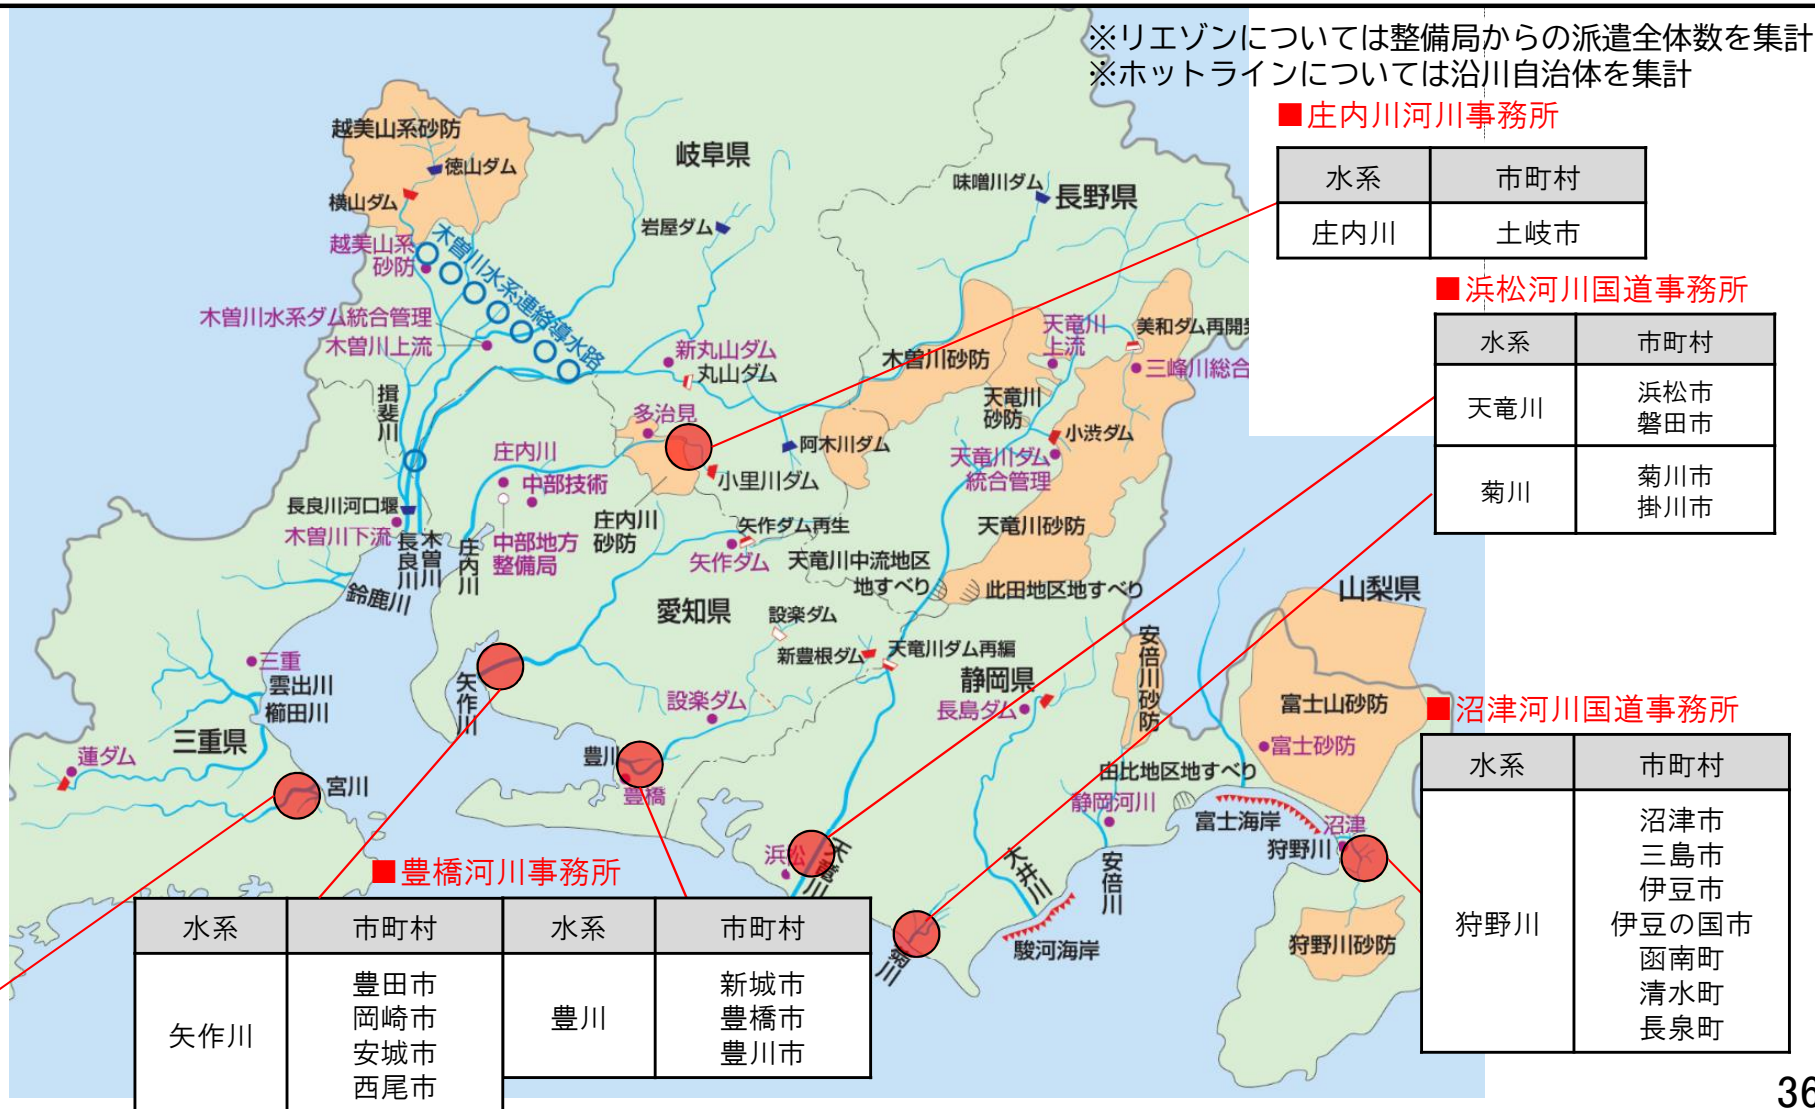 ※リエゾンについては整備局からの派遣全体数を集計
※ホットラインについては沿川自治体を集計
■庄内川河川事務所
水系 市町村
庄内川 土岐市
■浜松河川国道事務所
水系 市町村
天竜川 浜松市
磐田市
菊川 菊川市
掛川市
■沼津河川国道事務所
水系 市町村
狩野川 沼津市
三島市
伊豆市
伊豆の国市
函南町
清水町
長泉町
■豊橋河川事務所
水系 市町村
矢作川 豊田市
岡崎市
安城市
西尾市
水系 市町村
豊川 新城市
豊橋市
豊川市
越美山系砂防
徳山ダム
横山ダム
越美山系
砂防
木曽川水系連絡導水路
木曽川水系ダム統合管理
木曽川上流
岐阜県
岩屋ダム
味噌川ダム
長野県
新丸山ダム
丸山ダム
木曽川砂防
天竜川
上流
美和ダム再開発
三峰川総合
天竜川
砂防
小渋ダム
天竜川ダム
統合管理
天竜川砂防
多治見
阿木川ダム
小里川ダム
庄内川
中部技術
庄内川
砂防
中部地方
整備局
揖斐川
長良川河口堰
木曽川下流
長良川
木曽川
庄内川
鈴鹿川
矢作ダム再生
矢作ダム
天竜川中流地区
地すべり
此田地区地すべり
愛知県
設楽ダム
新豊根ダム
天竜川ダム再編
静岡県
長島ダム
安倍川砂防
山梨県
富士山砂防
富士砂防
三重
雲出川
櫛田川
三重県
蓮ダム
宮川
矢作川
設楽ダム
豊川
豊橋
浜松
天竜川
菊川
大井川
安倍川
駿河海岸
由比地区地すべり
静岡河川
富士海岸
沼津
狩野川
狩野川砂防
36